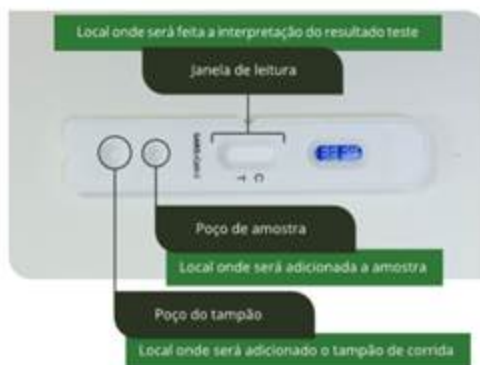 Local onde será feita a interpretação do resultado teste
Janela de leitura
C
T
Poço de amostra
Local onde será adicionada a amostra
Poço do tampão
Local onde será adicionado o tampão de corrida